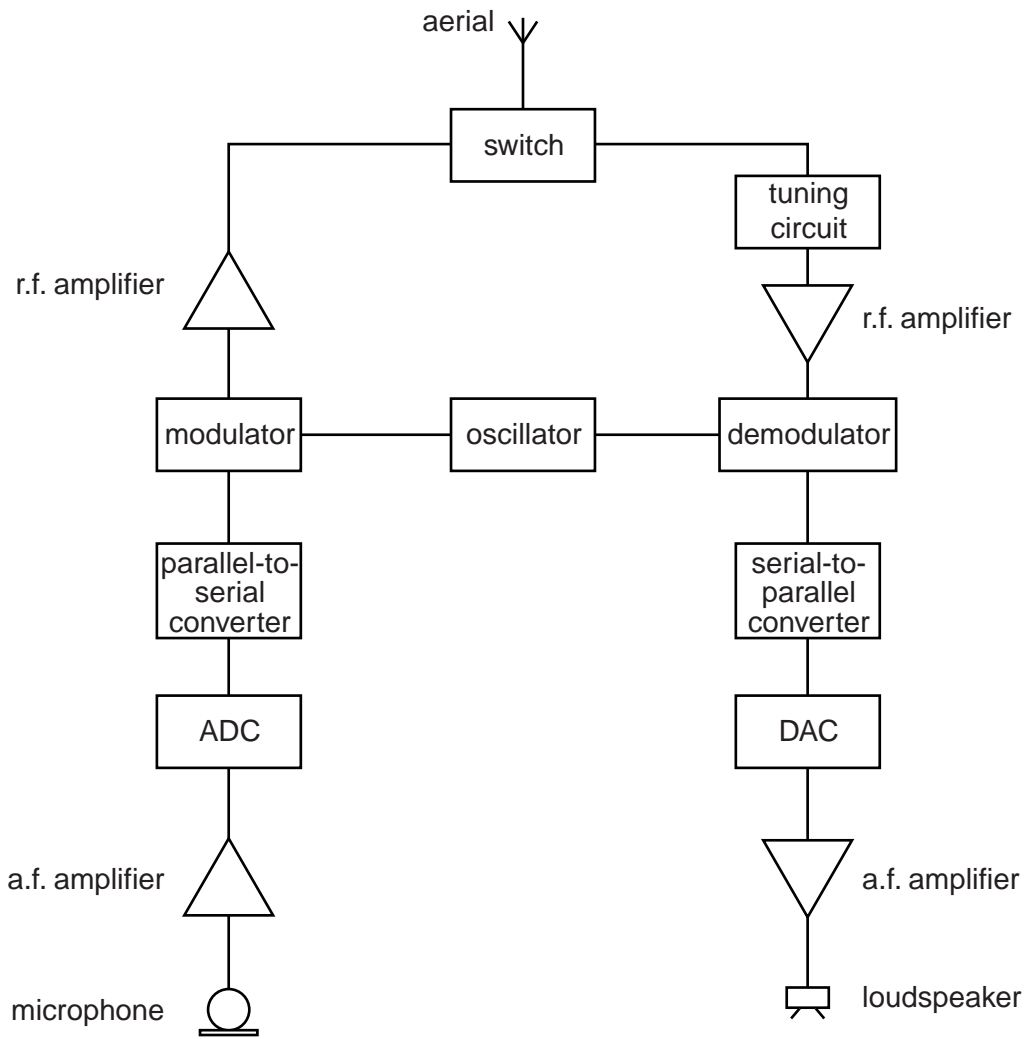 aerial
switch
tuning
circuit
r.f. amplifier
r.f. amplifier
modulator
oscillator
demodulator
parallel-to-
serial
converter
serial-to-
parallel
converter
ADC
DAC
a.f. amplifier
a.f. amplifier
microphone
loudspeaker